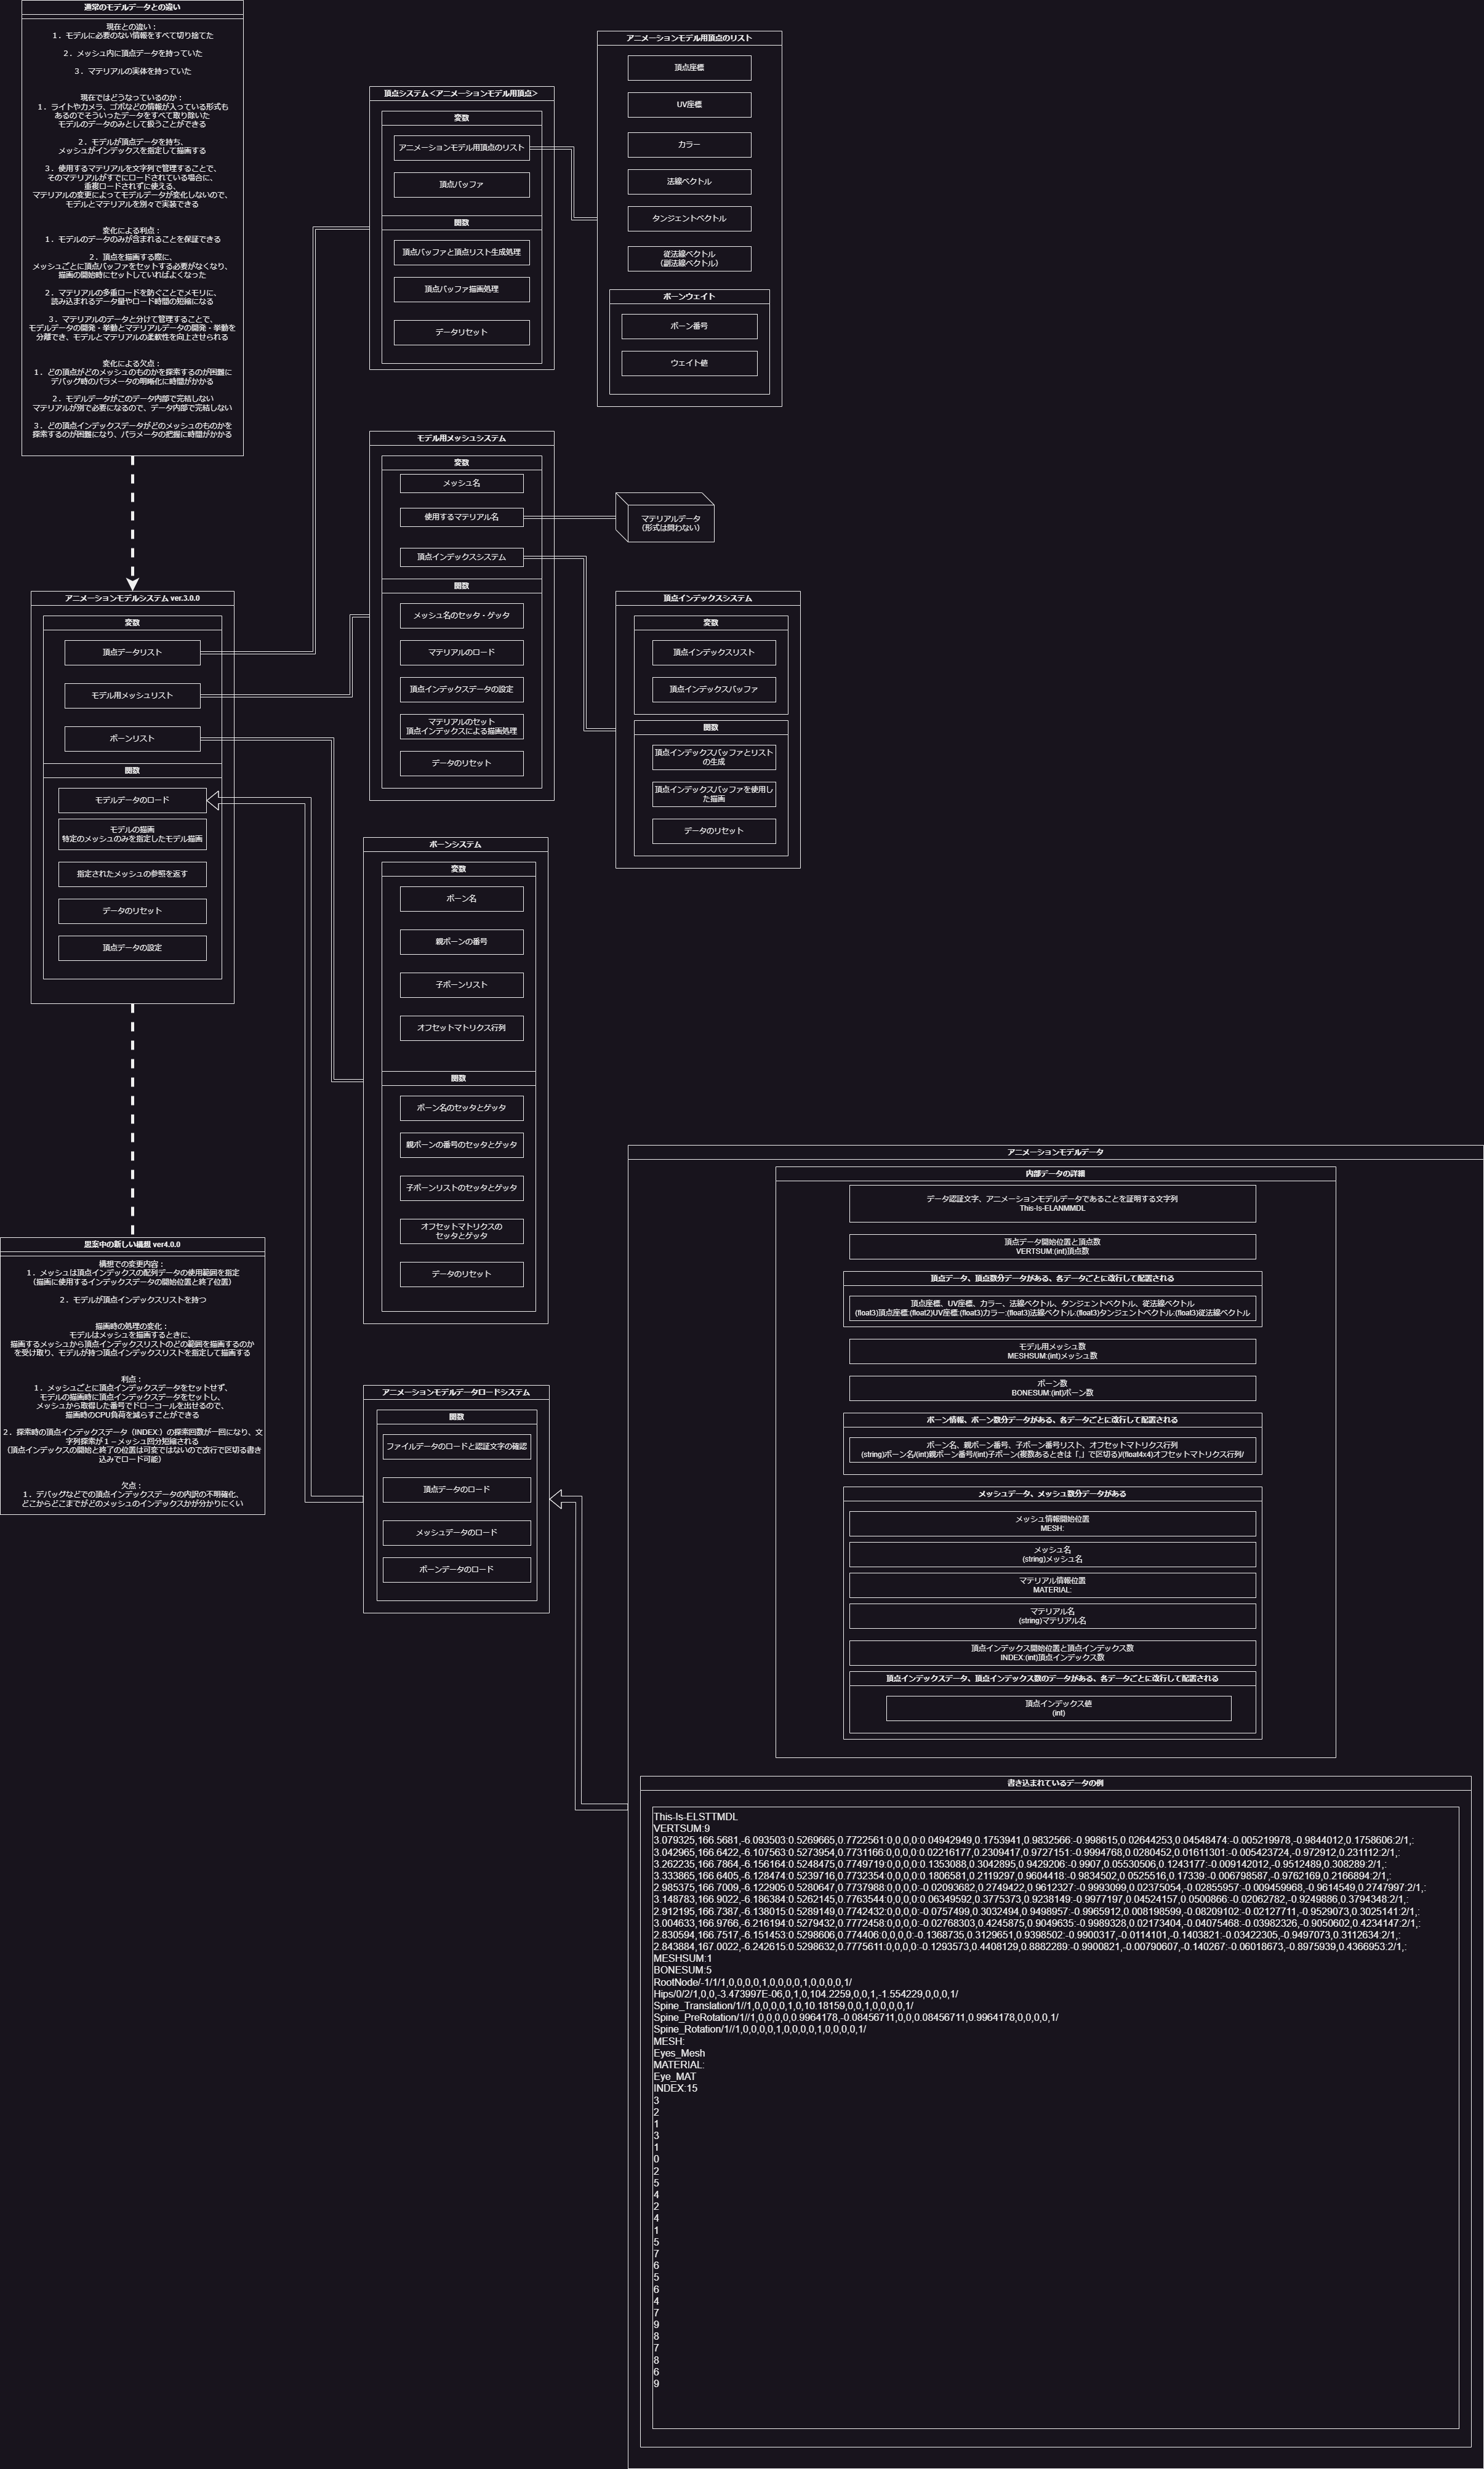 通常のモデルデータとの違い
現在との違い：
１．モデルに必要のない情報をすべて切り捨てた
２．メッシュ内に頂点データを持っていた
３．マテリアルの実体を持っていた
現在ではどうなっているのか：
１．ライトやカメラ、ゴボなどの情報が入っている形式も
あるのでそういったデータをすべて取り除いた
モデルのデータのみとして扱うことができる
２．モデルが頂点データを持ち、
メッシュがインデックスを指定して描画する
３．使用するマテリアルを文字列で管理することで、
そのマテリアルがすでにロードされている場合に、
重複ロードされずに使える、
マテリアルの変更によってモデルデータが変化しないので、
モデルとマテリアルを別々で実装できる
変化による利点：
１．モデルのデータのみが含まれることを保証できる
２．頂点を描画する際に、
メッシュごとに頂点バッファをセットする必要がなくなり、
描画の開始時にセットしていればよくなった
２．マテリアルの多重ロードを防ぐことでメモリに、
読み込まれるデータ量やロード時間の短縮になる
３．マテリアルのデータと分けて管理することで、
モデルデータの開発・挙動とマテリアルデータの開発・挙動を
分離でき、モデルとマテリアルの柔軟性を向上させられる
変化による欠点：
１．どの頂点がどのメッシュのものかを探索するのが困難に
デバッグ時のパラメータの明晰化に時間がかかる
２．モデルデータがこのデータ内部で完結しない
マテリアルが別で必要になるので、データ内部で完結しない
３．どの頂点インデックスデータがどのメッシュのものかを
探索するのが困難になり、パラメータの把握に時間がかかる
アニメーションモデルシステム ver.3.0.0
変数
頂点データリスト
モデル用メッシュリスト
ボーンリスト
関数
モデルデータのロード
モデルの描画
特定のメッシュのみを指定したモデル描画
指定されたメッシュの参照を返す
データのリセット
頂点データの設定
思案中の新しい構想 ver4.0.0
構想での変更内容：
１．メッシュは頂点インデックスの配列データの使用範囲を指定
（描画に使用するインデックスデータの開始位置と終了位置）
２．モデルが頂点インデックスリストを持つ
描画時の処理の変化：
モデルはメッシュを描画するときに、
描画するメッシュから頂点インデックスリストのどの範囲を描画するのか
を受け取り、モデルが持つ頂点インデックスリストを指定して描画する
利点：
１．メッシュごとに頂点インデックスデータをセットせず、
モデルの描画時に頂点インデックスデータをセットし、
メッシュから取得した番号でドローコールを出せるので、
描画時のCPU負荷を減らすことができる
２．探索時の頂点インデックスデータ（INDEX:）の探索回数が一回になり、文
字列探索が１－メッシュ回分短縮される
（頂点インデックスの開始と終了の位置は可変ではないので改行で区切る書き
込みでロード可能）
欠点：
１．デバッグなどでの頂点インデックスデータの内訳の不明確化、
どこからどこまでがどのメッシュのインデックスかが分かりにくい
頂点システム＜アニメーションモデル用頂点＞
変数
アニメーションモデル用頂点のリスト
頂点バッファ
関数
頂点バッファと頂点リスト生成処理
頂点バッファ描画処理
データリセット
アニメーションモデル用頂点のリスト
頂点座標
UV座標
カラー
法線ベクトル
タンジェントベクトル
従法線ベクトル
（副法線ベクトル）
ボーンウェイト
ボーン番号
ウェイト値
モデル用メッシュシステム
変数
メッシュ名
使用するマテリアル名
頂点インデックスシステム
関数
メッシュ名のセッタ・ゲッタ
マテリアルのロード
頂点インデックスデータの設定
マテリアルのセット
頂点インデックスによる描画処理
データのリセット
マテリアルデータ
（形式は問わない）
頂点インデックスシステム
変数
頂点インデックスリスト
頂点インデックスバッファ
関数
頂点インデックスバッファとリスト
の生成
頂点インデックスバッファを使用し
た描画
データのリセット
ボーンシステム
変数
ボーン名
親ボーンの番号
子ボーンリスト
オフセットマトリクス行列
関数
ボーン名のセッタとゲッタ
親ボーンの番号のセッタとゲッタ
子ボーンリストのセッタとゲッタ
オフセットマトリクスの
セッタとゲッタ
データのリセット
アニメーションモデルデータロードシステム
関数
ファイルデータのロードと認証文字の確認
頂点データのロード
メッシュデータのロード
ボーンデータのロード
アニメーションモデルデータ
内部データの詳細
データ認証文字、アニメーションモデルデータであることを証明する文字列
This-Is-ELANMMDL
頂点データ開始位置と頂点数
VERTSUM:(int)頂点数
頂点データ、頂点数分データがある、各データごとに改行して配置される
頂点座標、UV座標、カラー、法線ベクトル、タンジェントベクトル、従法線ベクトル
(float3)頂点座標:(float2)UV座標:(float3)カラー:(float3)法線ベクトル:(float3)タンジェントベクトル:(float3)従法線ベクトル
モデル用メッシュ数
MESHSUM:(int)メッシュ数
ボーン数
BONESUM:(int)ボーン数
ボーン情報、ボーン数分データがある、各データごとに改行して配置される
ボーン名、親ボーン番号、子ボーン番号リスト、オフセットマトリクス行列
(string)ボーン名/(int)親ボーン番号/(int)子ボーン(複数あるときは「,」で区切る)/(float4x4)オフセットマトリクス行列/
メッシュデータ、メッシュ数分データがある
メッシュ情報開始位置
MESH:
メッシュ名
(string)メッシュ名
マテリアル情報位置
MATERIAL:
マテリアル名
(string)マテリアル名
頂点インデックス開始位置と頂点インデックス数
INDEX:(int)頂点インデックス数
頂点インデックスデータ、頂点インデックス数のデータがある、各データごとに改行して配置される
頂点インデックス値
(int)
書き込まれているデータの例
This-Is-ELSTTMDL
VERTSUM:9
3.079325,166.5681,-6.093503:0.5269665,0.7722561:0,0,0,0:0.04942949,0.1753941,0.9832566:-0.998615,0.02644253,0.04548474:-0.005219978,-0.9844012,0.1758606:2/1,:
3.042965,166.6422,-6.107563:0.5273954,0.7731166:0,0,0,0:0.02216177,0.2309417,0.9727151:-0.9994768,0.0280452,0.01611301:-0.005423724,-0.972912,0.231112:2/1,:
3.262235,166.7864,-6.156164:0.5248475,0.7749719:0,0,0,0:0.1353088,0.3042895,0.9429206:-0.9907,0.05530506,0.1243177:-0.009142012,-0.9512489,0.308289:2/1,:
3.333865,166.6405,-6.128474:0.5239716,0.7732354:0,0,0,0:0.1806581,0.2119297,0.9604418:-0.9834502,0.0525516,0.17339:-0.006798587,-0.9762169,0.2166894:2/1,:
2.985375,166.7009,-6.122905:0.5280647,0.7737988:0,0,0,0:-0.02093682,0.2749422,0.9612327:-0.9993099,0.02375054,-0.02855957:-0.009459968,-0.9614549,0.2747997:2/1,:
3.148783,166.9022,-6.186384:0.5262145,0.7763544:0,0,0,0:0.06349592,0.3775373,0.9238149:-0.9977197,0.04524157,0.0500866:-0.02062782,-0.9249886,0.3794348:2/1,:
2.912195,166.7387,-6.138015:0.5289149,0.7742432:0,0,0,0:-0.0757499,0.3032494,0.9498957:-0.9965912,0.008198599,-0.08209102:-0.02127711,-0.9529073,0.3025141:2/1,:
3.004633,166.9766,-6.216194:0.5279432,0.7772458:0,0,0,0:-0.02768303,0.4245875,0.9049635:-0.9989328,0.02173404,-0.04075468:-0.03982326,-0.9050602,0.4234147:2/1,:
2.830594,166.7517,-6.151453:0.5298606,0.774406:0,0,0,0:-0.1368735,0.3129651,0.9398502:-0.9900317,-0.0114101,-0.1403821:-0.03422305,-0.9497073,0.3112634:2/1,:
2.843884,167.0022,-6.242615:0.5298632,0.7775611:0,0,0,0:-0.1293573,0.4408129,0.8882289:-0.9900821,-0.00790607,-0.140267:-0.06018673,-0.8975939,0.4366953:2/1,:
MESHSUM:1
BONESUM:5
RootNode/-1/1/1,0,0,0,0,1,0,0,0,0,1,0,0,0,0,1/
Hips/0/2/1,0,0,-3.473997E-06,0,1,0,104.2259,0,0,1,-1.554229,0,0,0,1/
Spine_Translation/1//1,0,0,0,0,1,0,10.18159,0,0,1,0,0,0,0,1/
Spine_PreRotation/1//1,0,0,0,0,0.9964178,-0.08456711,0,0,0.08456711,0.9964178,0,0,0,0,1/
Spine_Rotation/1//1,0,0,0,0,1,0,0,0,0,1,0,0,0,0,1/
MESH:
Eyes_Mesh
MATERIAL:
Eye_MAT
INDEX:15
3
2
1
3
1
0
2
5
4
2
4
1
5
7
6
5
6
4
7
9
8
7
8
6
9